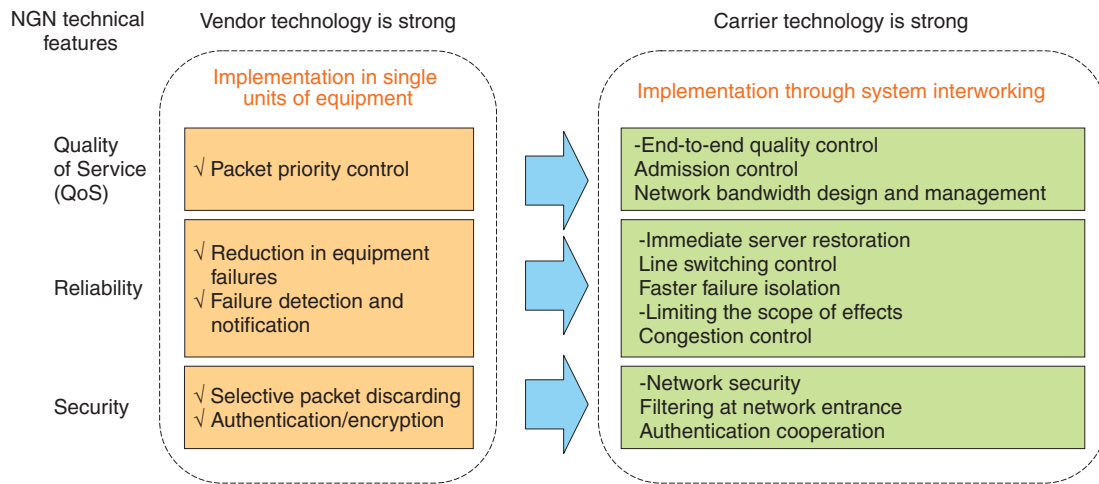 NGN technical
features
Vendor technology is strong
Carrier technology is strong
Implementation in single
units of equipment
Implementation through system interworking
Quality
of Service
(QoS)
√ Packet priority control
-End-to-end quality control
Admission control
Network bandwidth design and management
Reliability
√ Reduction in equipment
failures
√ Failure detection and
notification
-Immediate server restoration
Line switching control
Faster failure isolation
-Limiting the scope of effects
Congestion control
Security
√ Selective packet discarding
√ Authentication/encryption
-Network security
Filtering at network entrance
Authentication cooperation